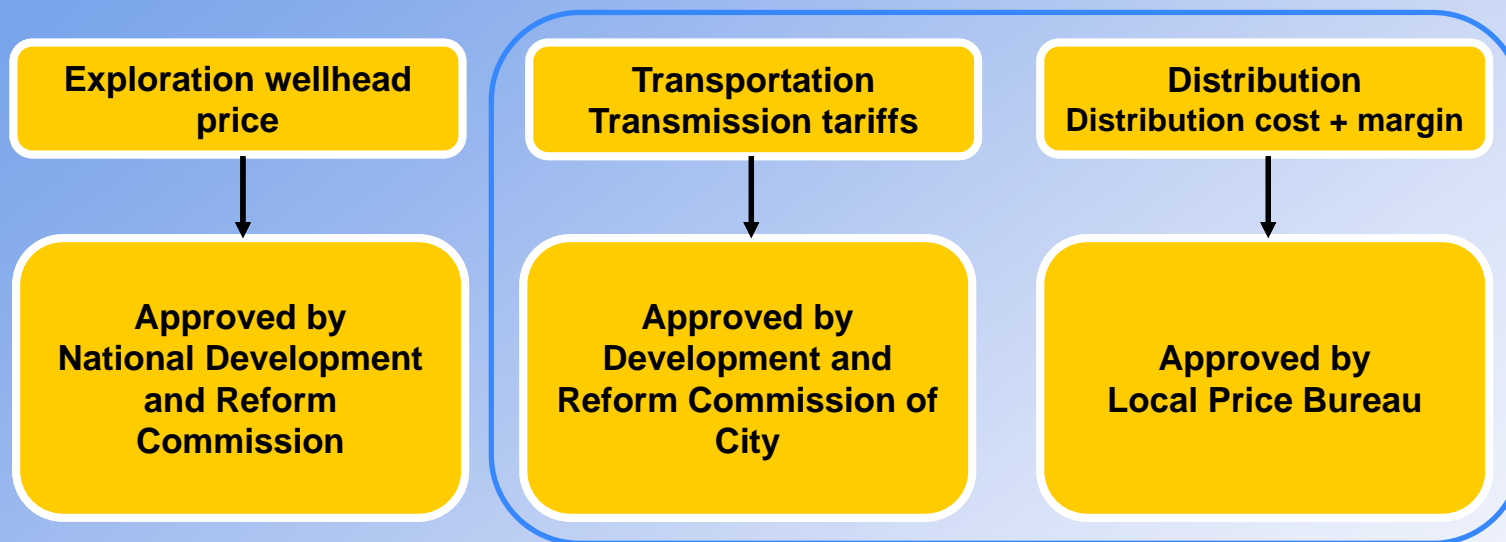 Exploration wellhead
price
Transportation
Transmission tariffs
Distribution
Distribution cost + margin
Approved by
National Development
and Reform
Commission
Approved by
Development and
Reform Commission of
City
Approved by
Local Price Bureau